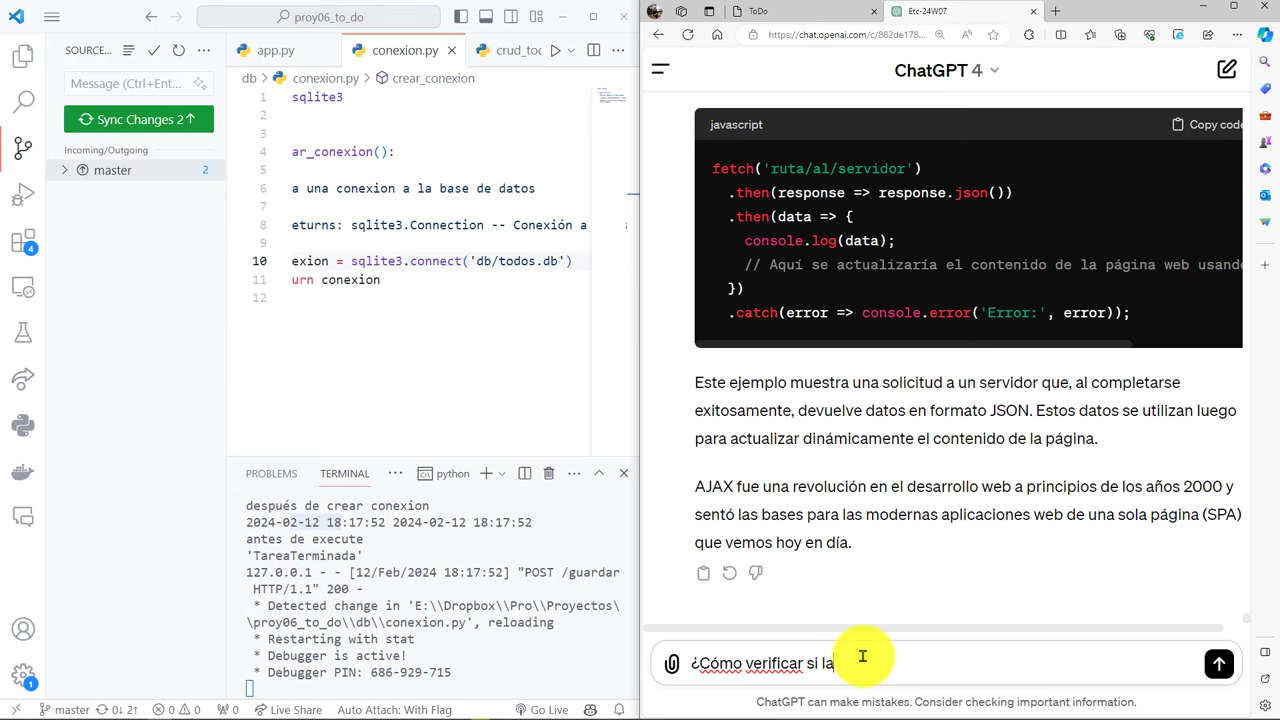 proy06_to_do
SOURCE...
Message (Ctrl+Ent...
Sync Changes 2↑
Incoming/Outgoing
master
2
4
1
app.py
conexion.py
crud_toc
db > conexion.py > crear_conexion
1 sqlite3
2
3
4 ar_conexion():
5
6 a una conexion a la base de datos
7
8 eturns: sqlite3.Connection -- Conexión a
9
10 exion = sqlite3.connect('db/todos.db')
11 urn conexion
12
PROBLEMS
TERMINAL
python
después de crear conexion
2024-02-12 18:17:52 2024-02-12 18:17:52
antes de execute
'TareaTerminada'
127.0.0.1 - - [12/Feb/2024 18:17:52] "POST /guardar
HTTP/1.1" 200 -
* Detected change in 'E:\\Dropbox\\Pro\\Proyectos\
\proy06_to_do\\db\\conexion.py', reloading
* Restarting with stat
* Debugger is active!
* Debugger PIN: 686-929-715
master
0↓ 2↑
0
0
0
Live Share
Auto Attach: With Flag
Go Live
ToDo
Etc-24W07
https://chat.openai.com/c/882de178...
ChatGPT 4
javascript
Copy code
fetch('ruta/al/servidor')
.then(response => response.json())
.then(data => {
console.log(data);
// Aquí se actualizaría el contenido de la página web usando
})
.catch(error => console.error('Error:', error));
Este ejemplo muestra una solicitud a un servidor que, al completarse
exitosamente, devuelve datos en formato JSON. Estos datos se utilizan luego
para actualizar dinámicamente el contenido de la página.
AJAX fue una revolución en el desarrollo web a principios de los años 2000 y
sentó las bases para las modernas aplicaciones web de una sola página (SPA)
que vemos hoy en día.
¿Cómo verificar si la
ChatGPT can make mistakes. Consider checking important information.